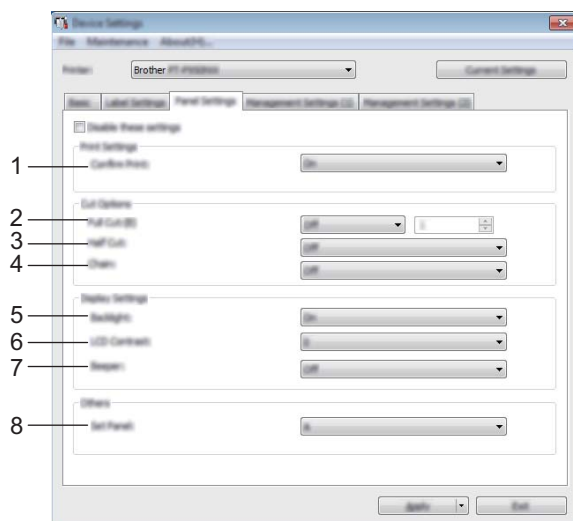 Device Settings
File Maintenance About(H)...
Printer: Brother Current Settings
Basic Label Settings Panel Settings Management Settings (1) Management Settings (2)
Disable these settings
Print Settings
1 Confirm Print: On
Cut Options
2 Full Cut:(B) Off 1
3 Half Cut: Off
4 Chain: Off
Display Settings
5 Backlight: On
6 LCD Contrast: 0
7 Beeper: Off
Others
8 Set Panel: A
Apply Exit